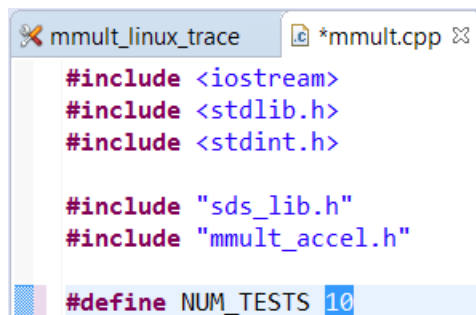 mmult_linux_trace *mmult.cpp
#include <iostream>
#include <stdlib.h>
#include <stdint.h>
#include "sds_lib.h"
#include "mmult_accel.h"
#define NUM_TESTS 10